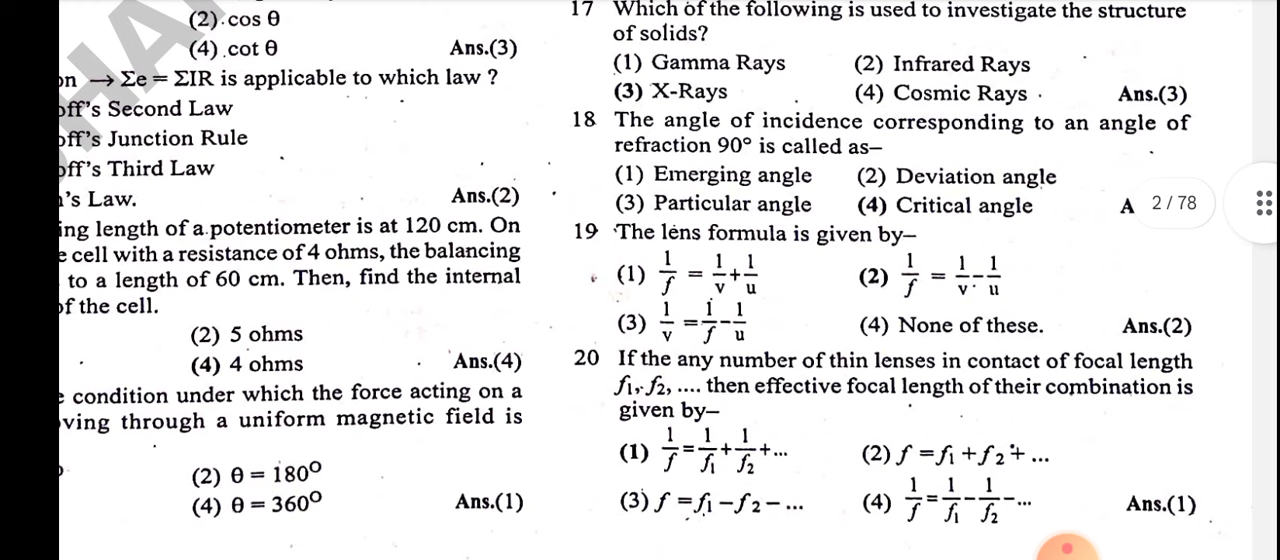 (2) cos θ
(4) cot θ Ans.(3)
on → Σe = ΣIR is applicable to which law ?
off's Second Law
off's Junction Rule
off's Third Law
's Law. Ans.(2)
ing length of a potentiometer is at 120 cm. On
e cell with a resistance of 4 ohms, the balancing
to a length of 60 cm. Then, find the internal
of the cell.
(2) 5 ohms
(4) 4 ohms Ans.(4)
e condition under which the force acting on a
ving through a uniform magnetic field is
(2) θ = 180⁰
(4) θ = 360⁰ Ans.(1)
17 Which of the following is used to investigate the structure
of solids?
(1) Gamma Rays (2) Infrared Rays
(3) X-Rays (4) Cosmic Rays Ans.(3)
18 The angle of incidence corresponding to an angle of
refraction 90° is called as–
(1) Emerging angle (2) Deviation angle
(3) Particular angle (4) Critical angle A 2 / 78
19 The lens formula is given by–
(1) 1/f = 1/v + 1/u (2) 1/f = 1/v - 1/u
(3) 1/v = 1/f - 1/u (4) None of these. Ans.(2)
20 If the any number of thin lenses in contact of focal length
f₁, f₂, .... then effective focal length of their combination is
given by–
(1) 1/f = 1/f₁ + 1/f₂ + ... (2) f = f₁ + f₂ + ...
(3) f = f₁ – f₂ – ... (4) 1/f = 1/f₁ - 1/f₂ - ... Ans.(1)